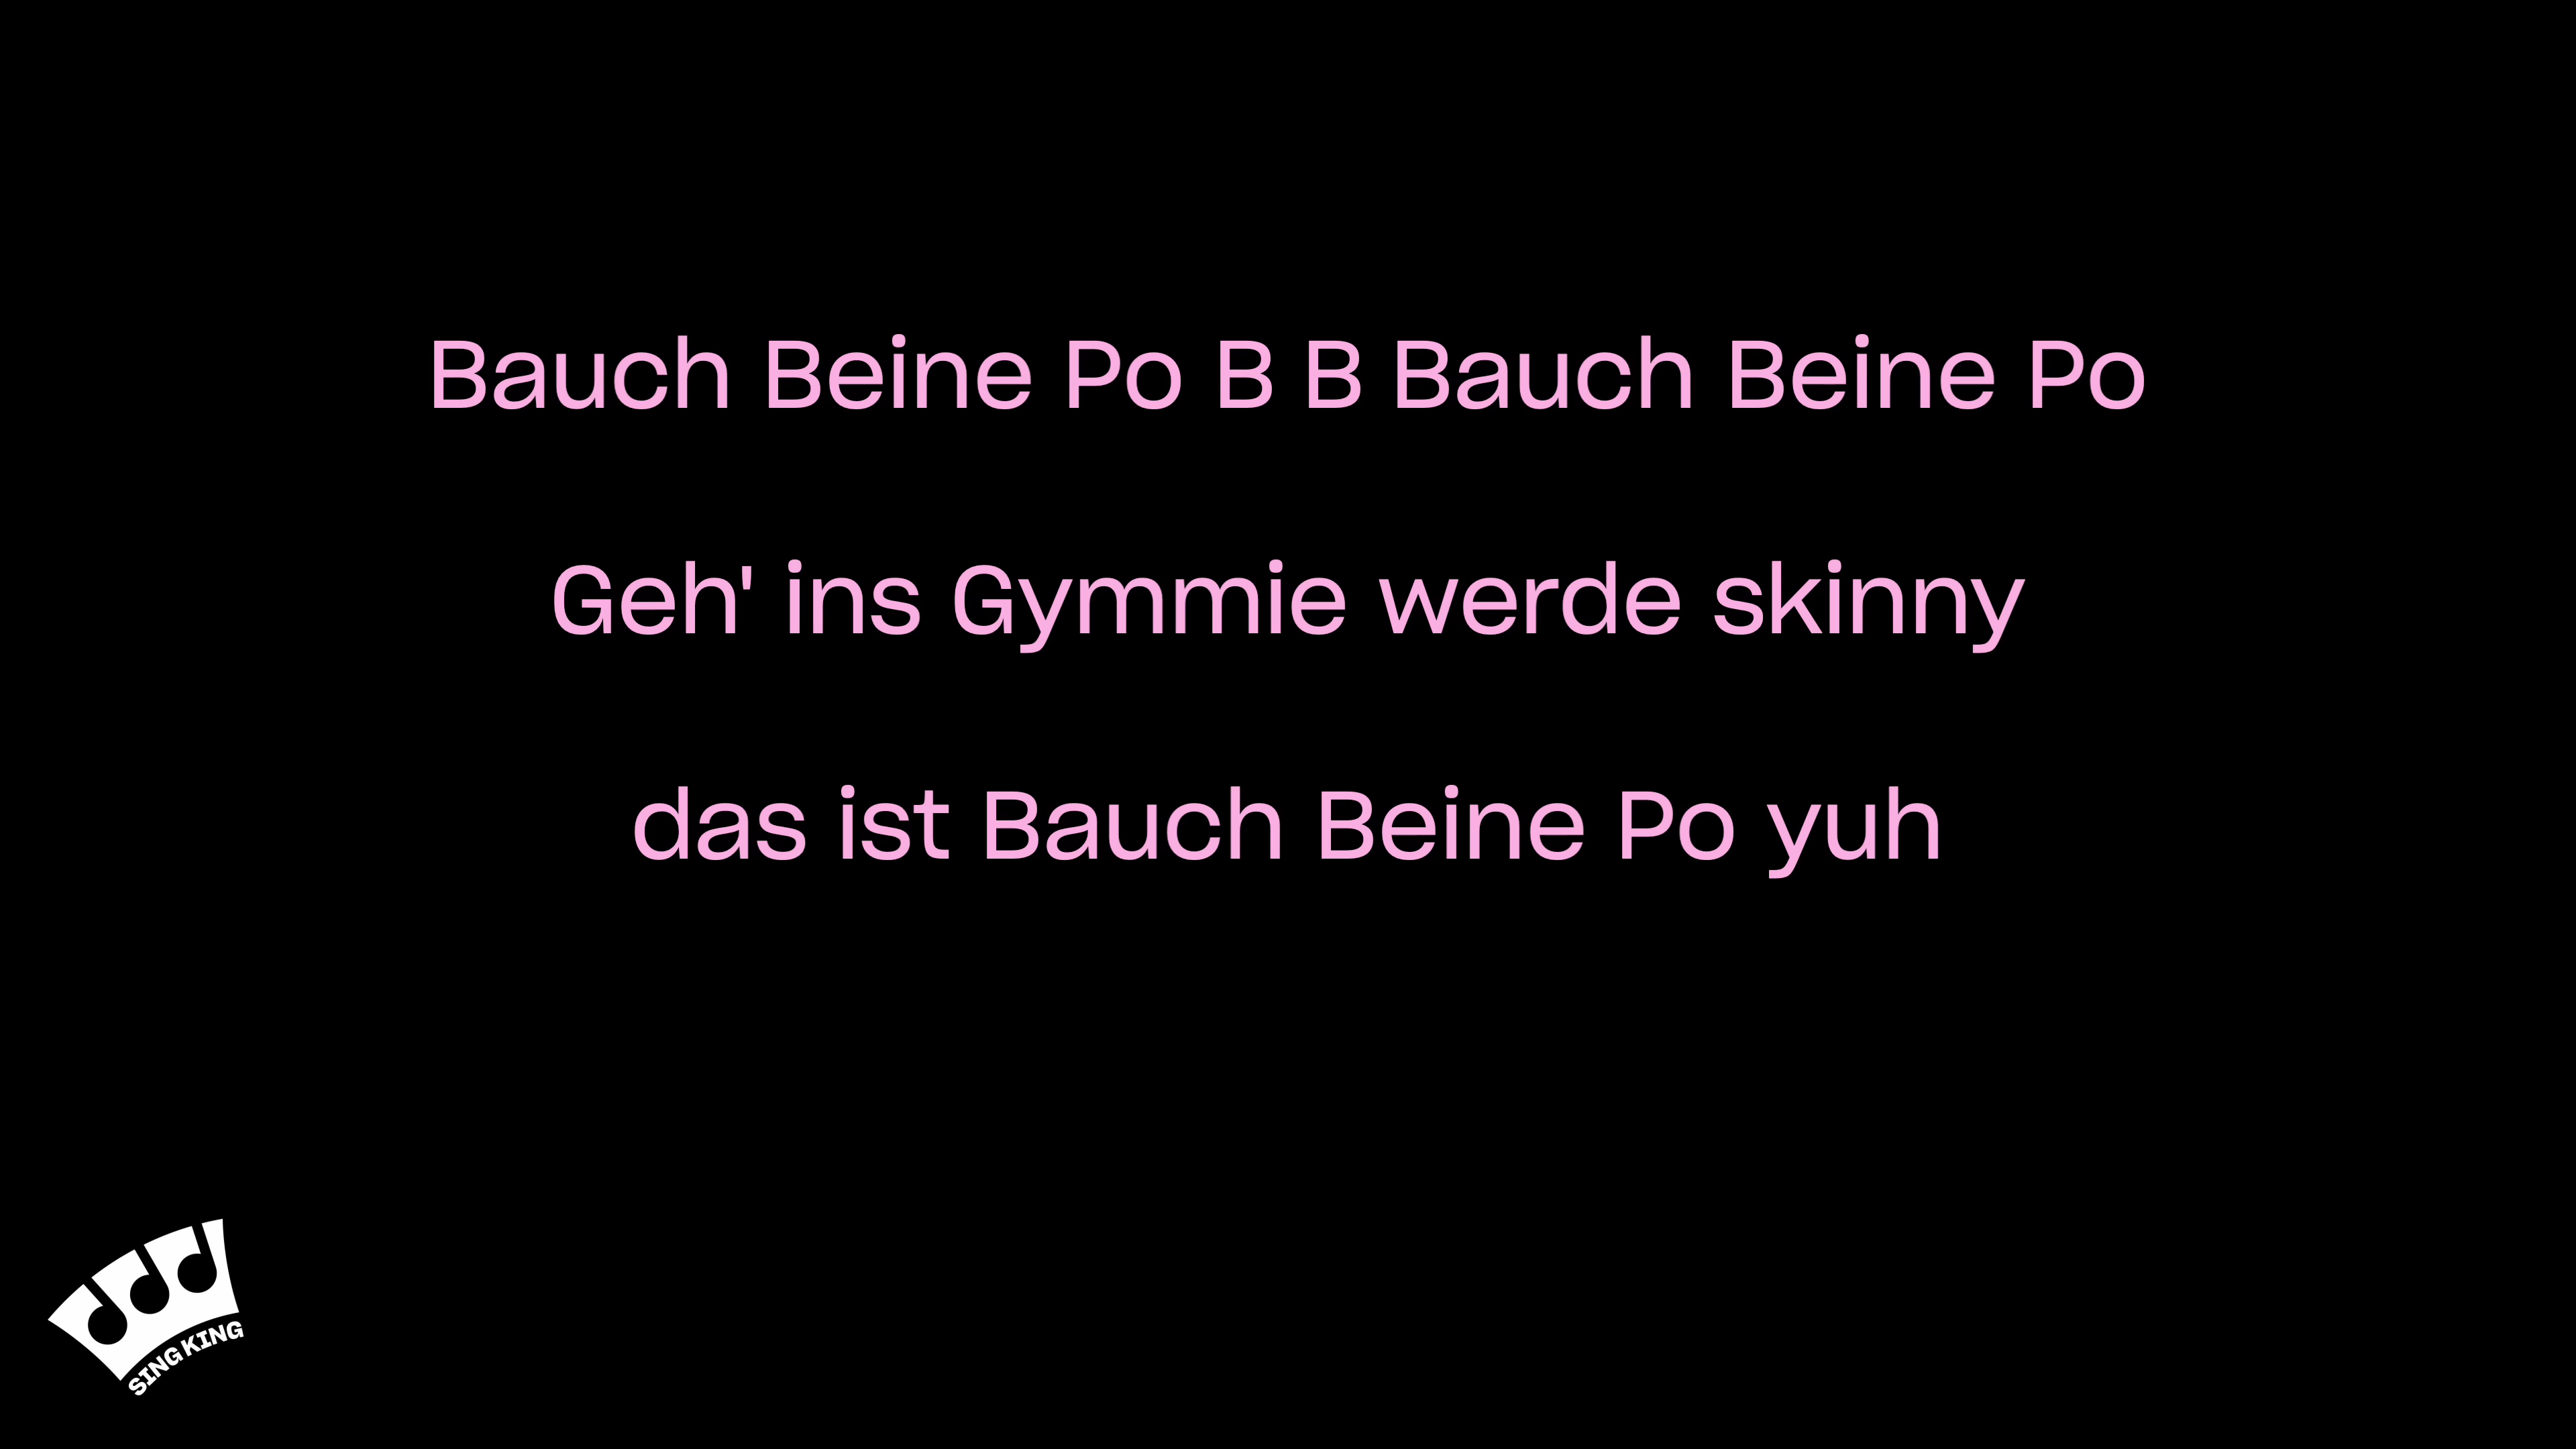 Bauch Beine Po B B Bauch Beine Po
Geh' ins Gymmie werde skinny
das ist Bauch Beine Po yuh
SING KING